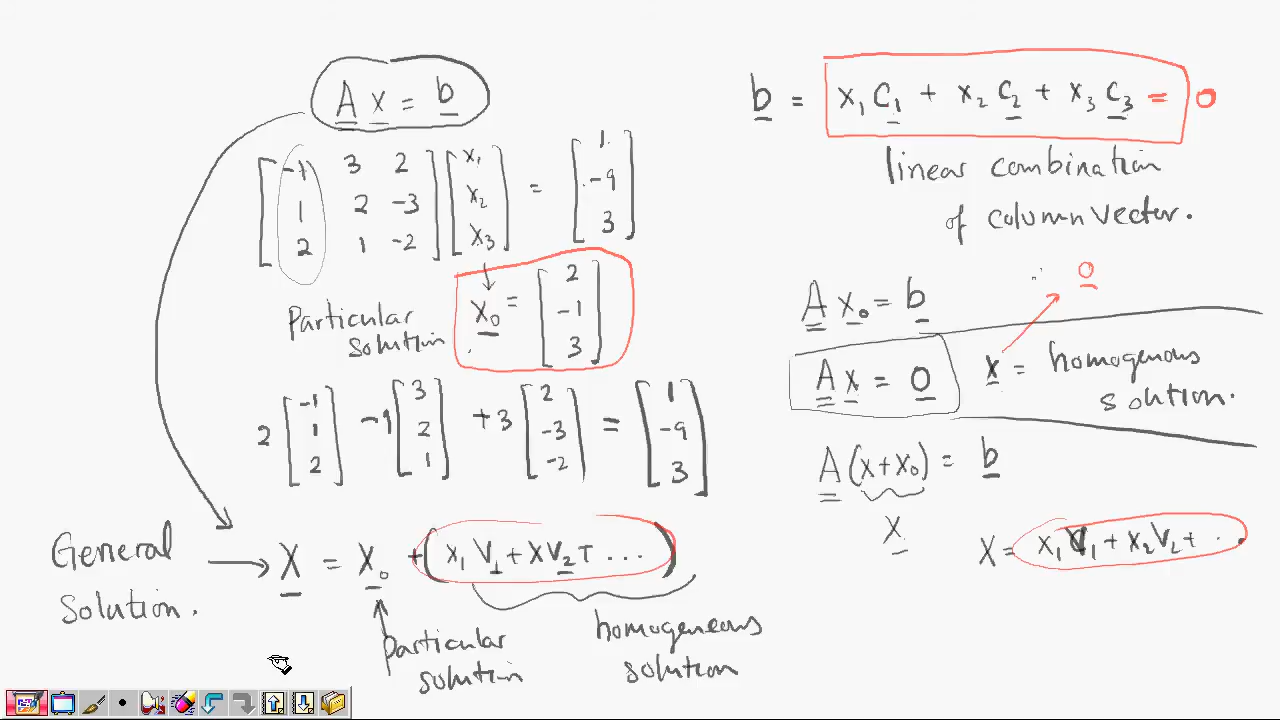 A x = b
[-1 3 2] [x₁] = [1]
[1 2 -3] [x₂] [-9]
[2 1 -2] [x₃] [3]
Particular solution
x₀ = [2]
[-1]
[3]
2 [-1] -1 [3] +3 [2] = [1]
[1] [2] [-3] [-9]
[2] [1] [-2] [3]
General
Solution.
X = X₀ + (x₁ V₁ + X V₂ + ...)
particular
solution
homogeneous
solution
b = x₁ C₁ + x₂ C₂ + x₃ C₃ = 0
linear combination
of column vector.
A x₀ = b
0
A x = 0
x = homogenous
solution.
A (x + x₀) = b
X
X = x₁ V₁ + x₂ V₂ + ..